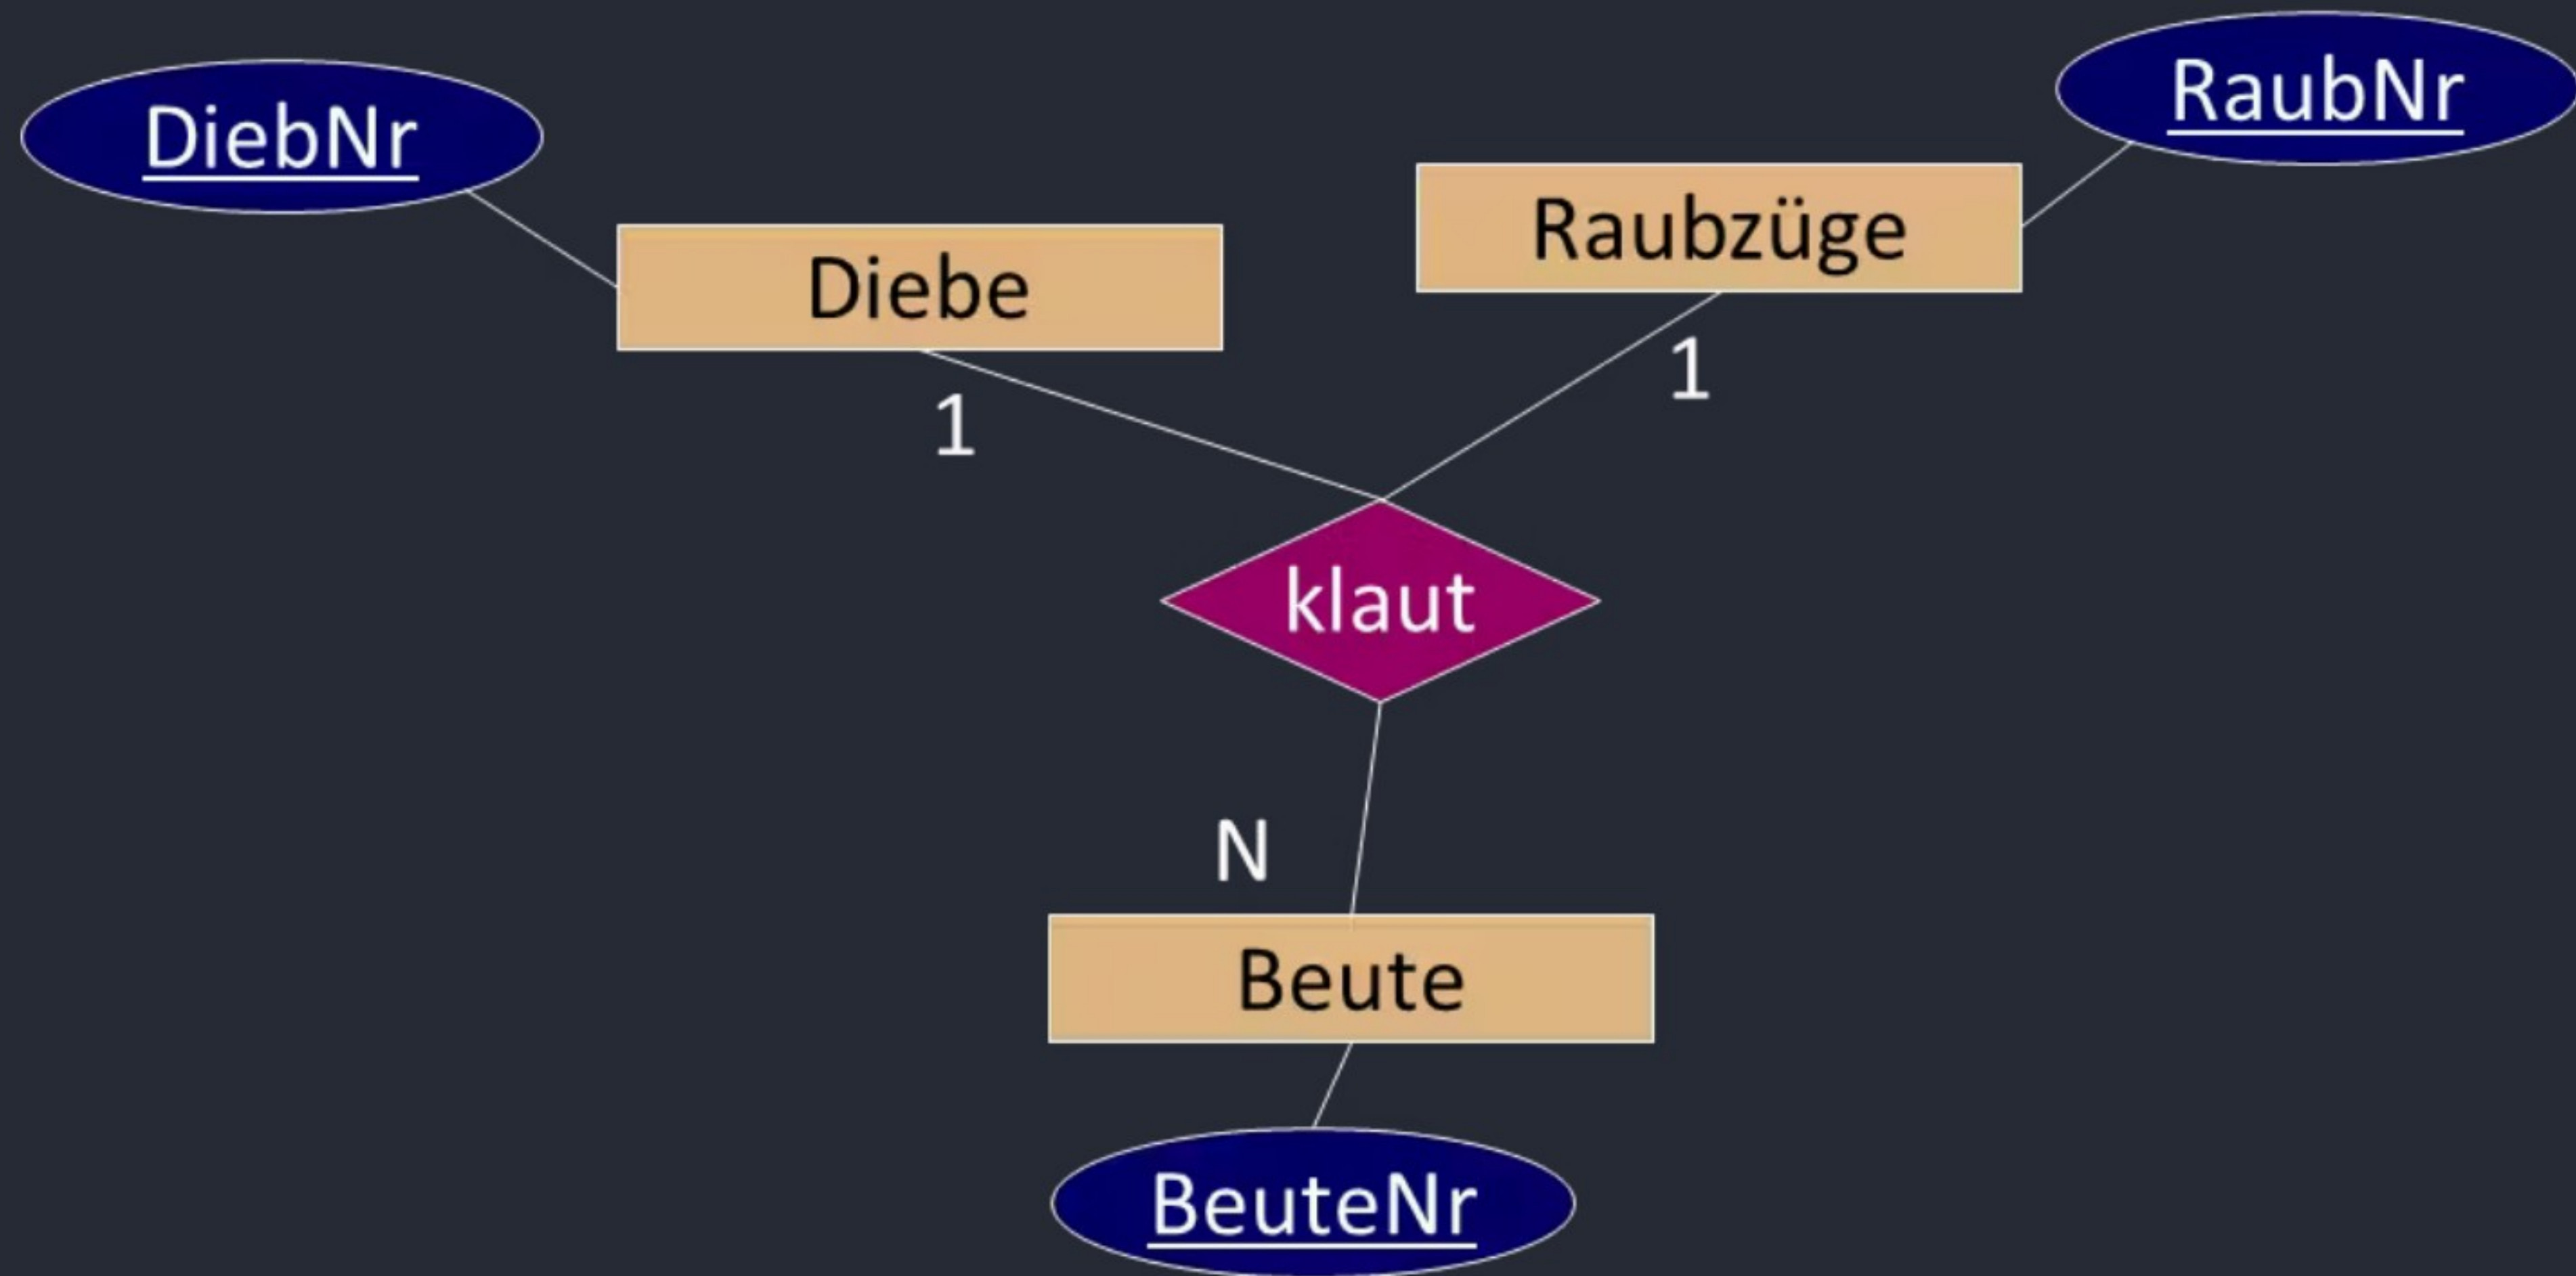 DiebNr
RaubNr
Diebe
Raubzüge
1
1
klaut
N
Beute
BeuteNr